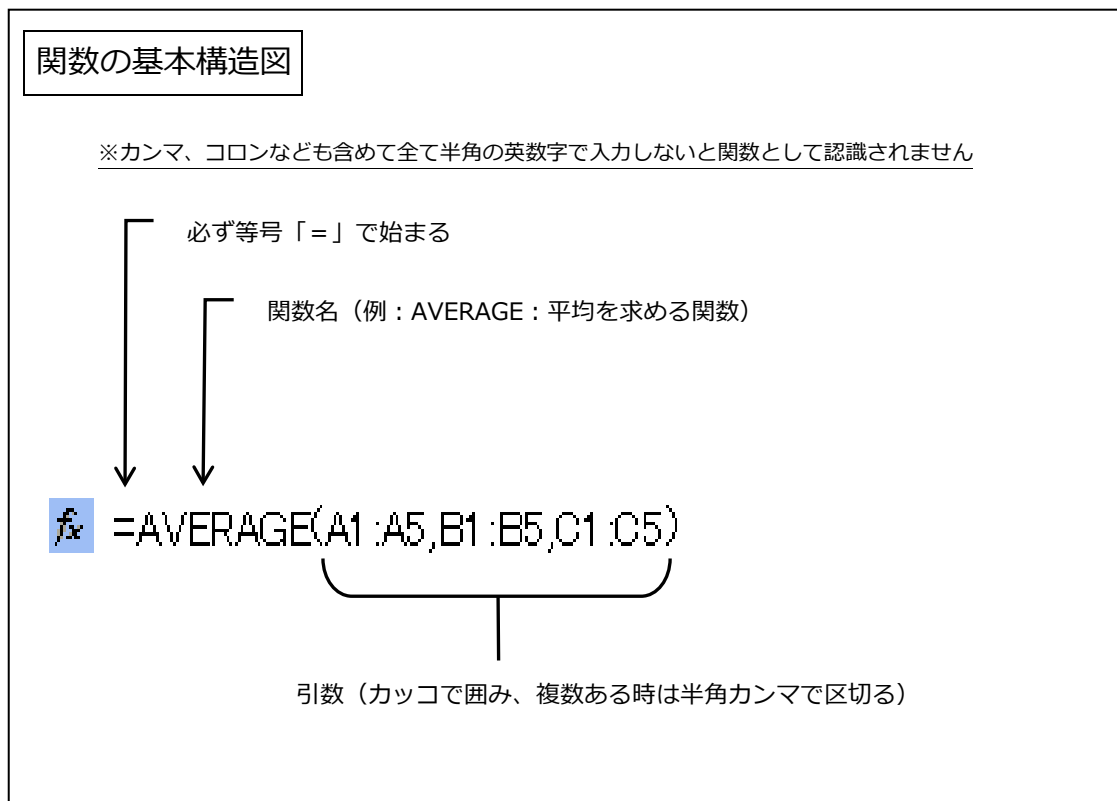 関数の基本構造図
※カンマ、コロンなども含めて全て半角の英数字で入力しないと関数として認識されません
必ず等号「=」で始まる
関数名（例：AVERAGE：平均を求める関数）
fx =AVERAGE(A1:A5,B1:B5,C1:C5)
引数（カッコで囲み、複数ある時は半角カンマで区切る）